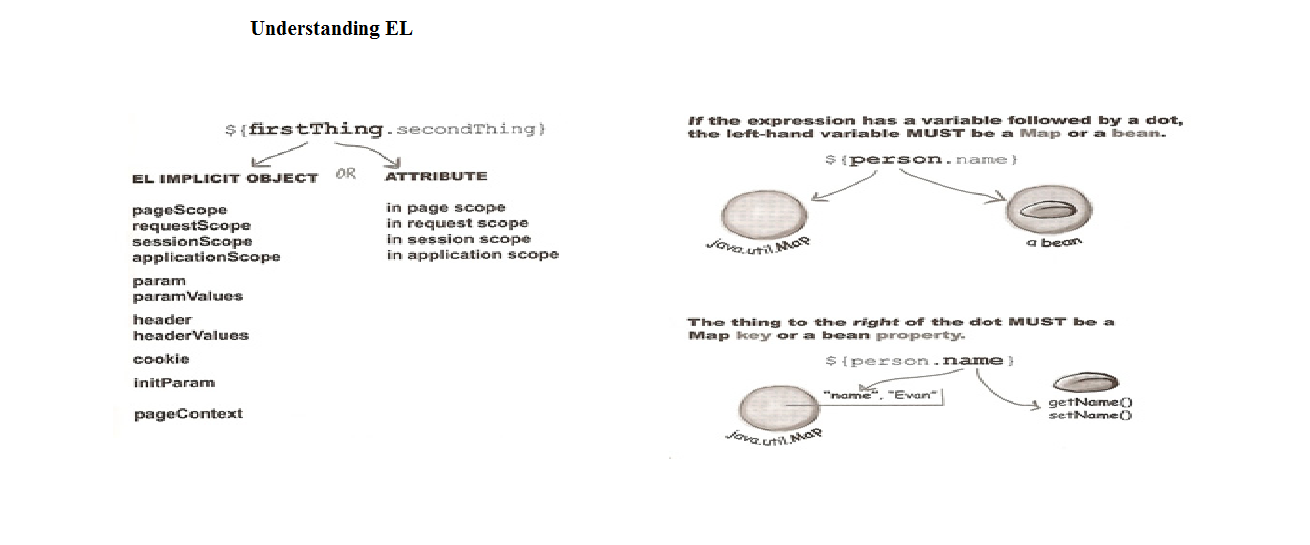 Understanding EL
${firstThing.secondThing}
EL IMPLICIT OBJECT OR ATTRIBUTE
pageScope
requestScope
sessionScope
applicationScope
in page scope
in request scope
in session scope
in application scope
param
paramValues
header
headerValues
cookie
initParam
pageContext
If the expression has a variable followed by a dot,
the left-hand variable MUST be a Map or a bean.
${person.name}
java.util.Map
a bean
The thing to the right of the dot MUST be a
Map key or a bean property.
${person.name}
"name", "Evan"
getName()
setName()
java.util.Map